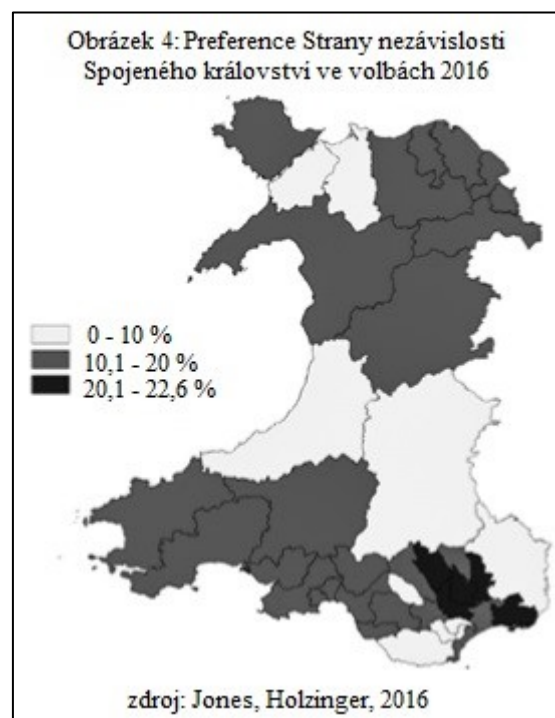 Obrázek 4: Preference Strany nezávislosti
Spojeného království ve volbách 2016
0 - 10 %
10,1 - 20 %
20,1 - 22,6 %
zdroj: Jones, Holzinger, 2016